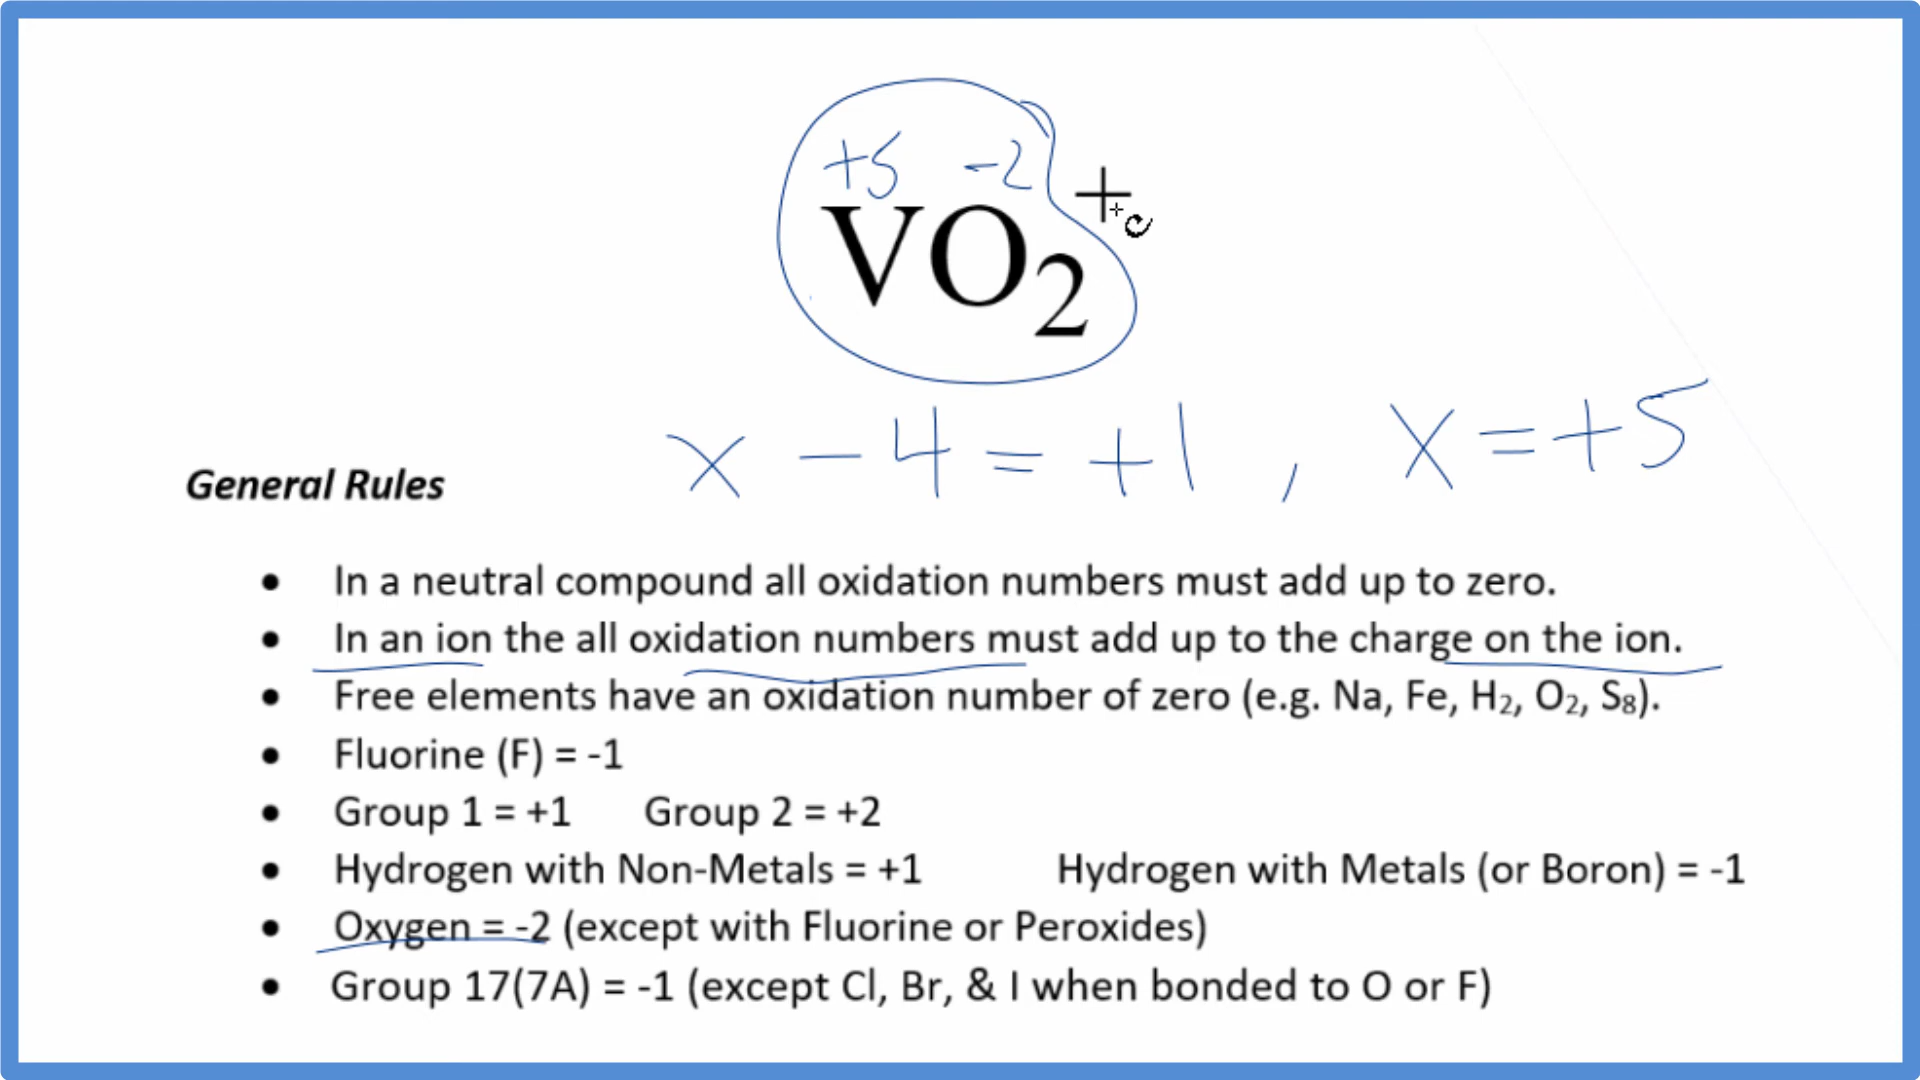 +5 -2
VO₂⁺
x - 4 = +1 , x = +5
General Rules
• In a neutral compound all oxidation numbers must add up to zero.
• In an ion the all oxidation numbers must add up to the charge on the ion.
• Free elements have an oxidation number of zero (e.g. Na, Fe, H₂, O₂, S₈).
• Fluorine (F) = -1
• Group 1 = +1 Group 2 = +2
• Hydrogen with Non-Metals = +1 Hydrogen with Metals (or Boron) = -1
• Oxygen = -2 (except with Fluorine or Peroxides)
• Group 17(7A) = -1 (except Cl, Br, & I when bonded to O or F)